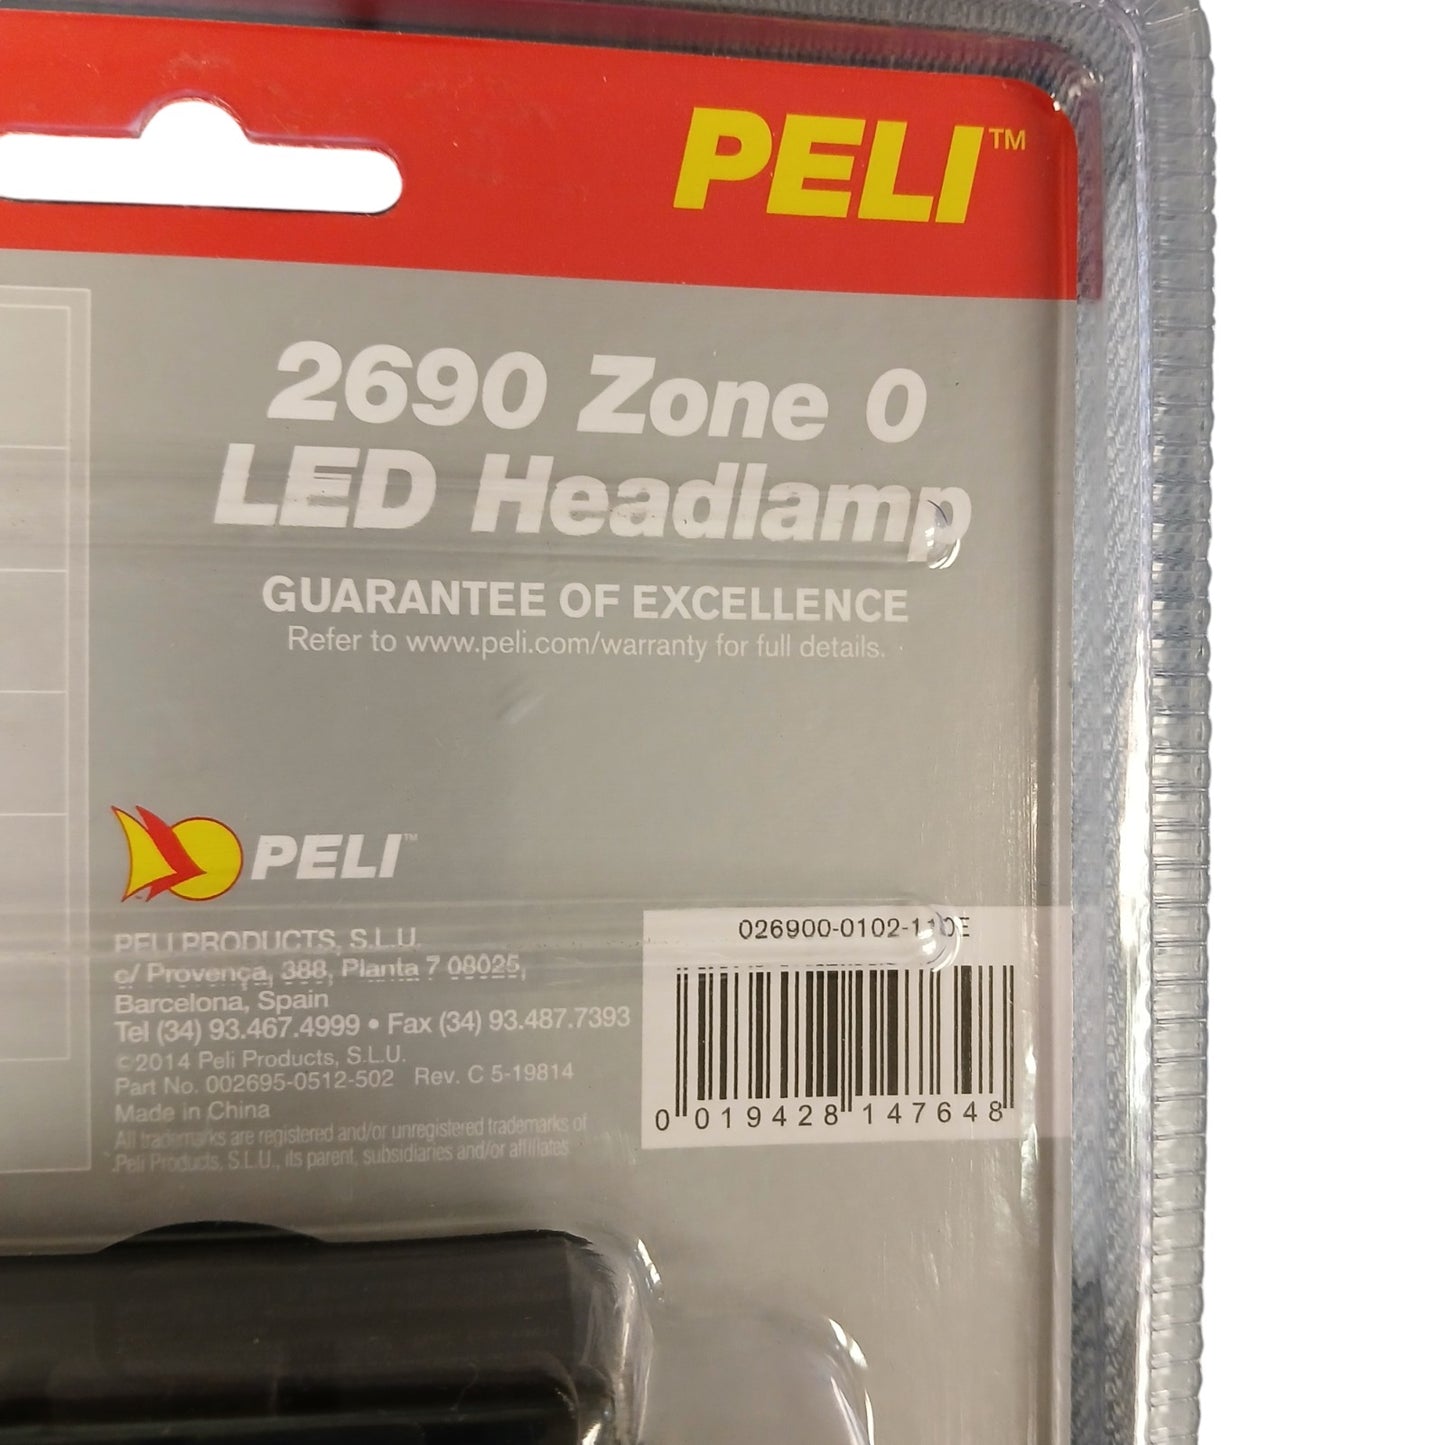 PELI™
2690 Zone 0
LED Headlamp
GUARANTEE OF EXCELLENCE
Refer to www.peli.com/warranty for full details.
PELI™
PELI PRODUCTS, S.L.U.
c/ Provença, 388, Planta 7 08025,
Barcelona, Spain
Tel (34) 93.467.4999 • Fax (34) 93.487.7393
©2014 Peli Products, S.L.U.
Part No. 002695-0512-502 Rev. C 5-19814
Made in China
All trademarks are registered and/or unregistered trademarks of
Peli Products, S.L.U., its parent, subsidiaries and/or affiliates.
026900-0102-110E
0 019428 147648